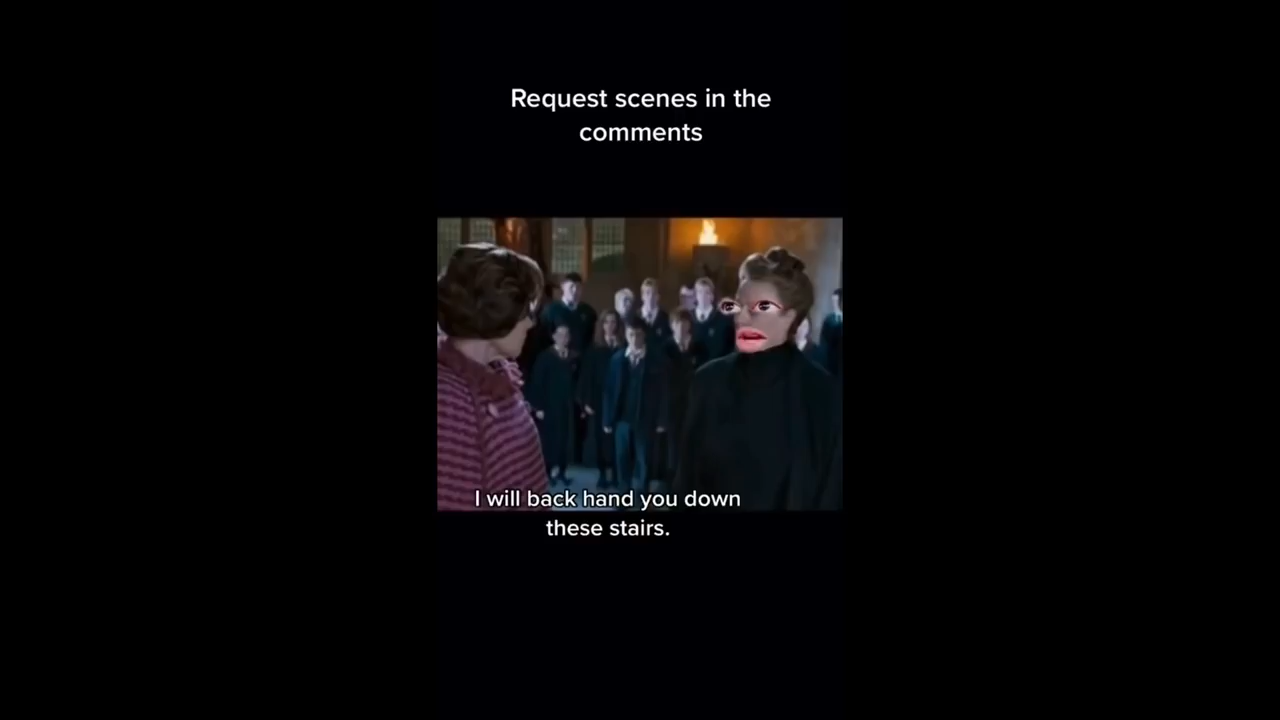 Request scenes in the
comments
I will back hand you down
these stairs.